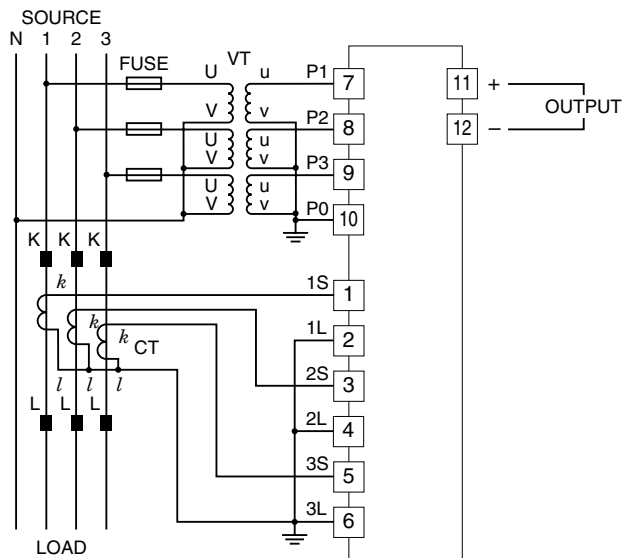 SOURCE
N 1 2 3
FUSE
VT
U u P1 7
V v
U u P2 8
V v
U u P3 9
V v
P0 10
11 +
OUTPUT
12 −
K K K
k 1S 1
k
k CT
1L 2
l l l
2S 3
L L L
2L 4
3S 5
3L 6
LOAD